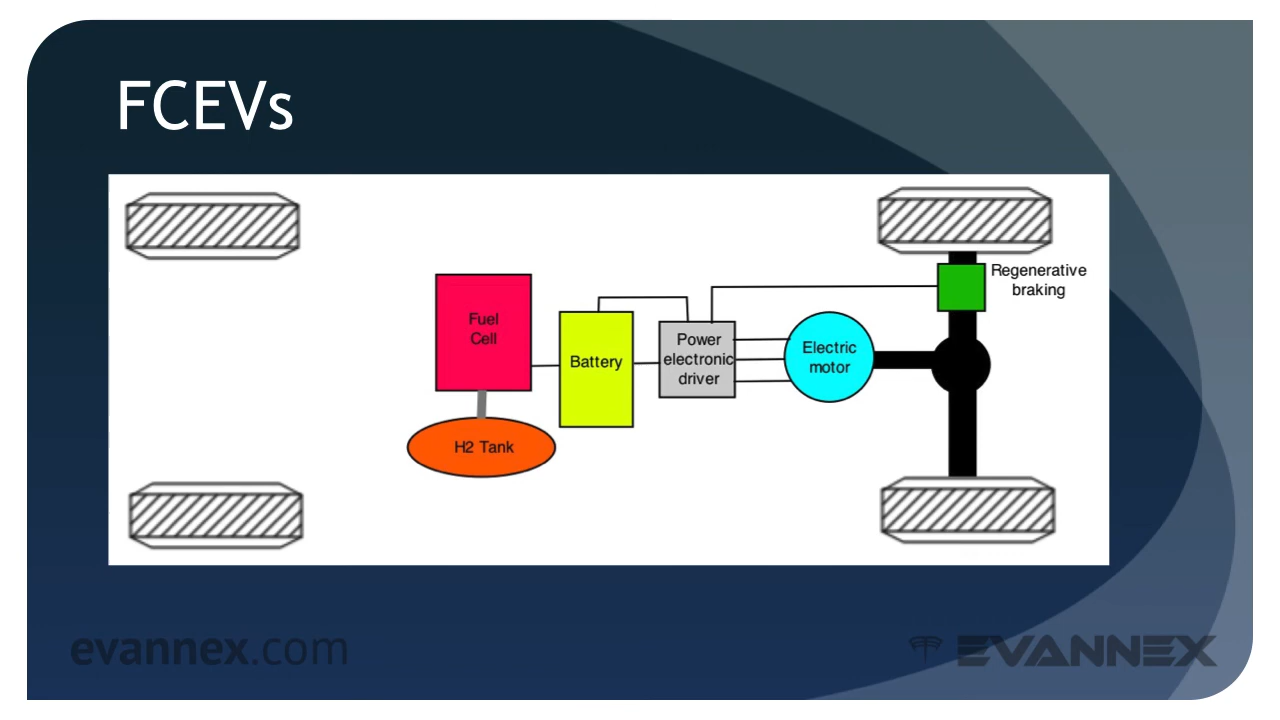 FCEVs
Regenerative
braking
Fuel
Cell
Power
electronic
driver
Electric
motor
Battery
H2 Tank
evannex.com
EVANNEX